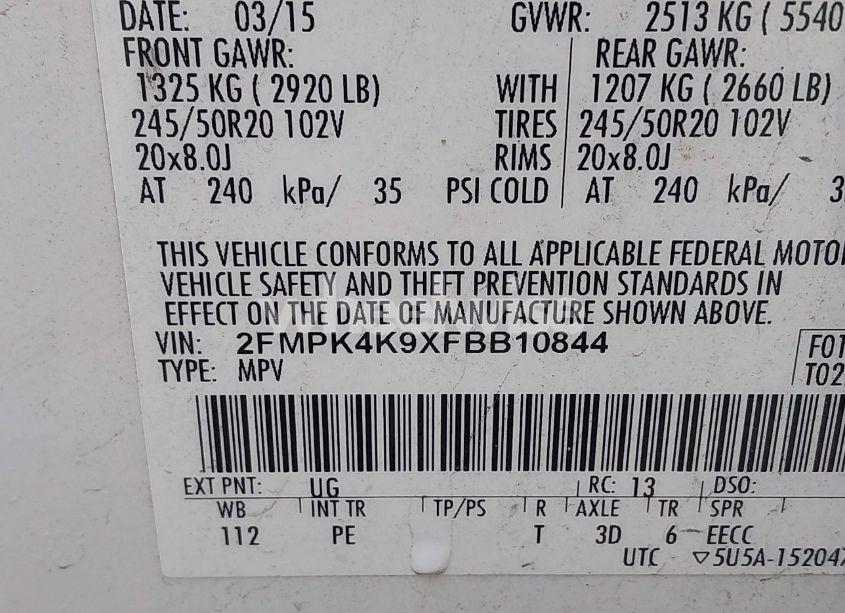 DATE: 03/15 GVWR: 2513 KG ( 5540
FRONT GAWR: REAR GAWR:
1325 KG ( 2920 LB) WITH 1207 KG ( 2660 LB)
245/50R20 102V TIRES 245/50R20 102V
20x8.0J RIMS 20x8.0J
AT 240 kPa/ 35 PSI COLD AT 240 kPa/ 3
THIS VEHICLE CONFORMS TO ALL APPLICABLE FEDERAL MOTO
VEHICLE SAFETY AND THEFT PREVENTION STANDARDS IN
EFFECT ON THE DATE OF MANUFACTURE SHOWN ABOVE.
VIN: 2FMPK4K9XFBB10844 F01
TYPE: MPV T02
EXT PNT: UG RC: 13 DSO:
WB INT TR TP/PS R AXLE TR SPR
112 PE T 3D 6 EECC
UTC ▽5U5A-152047